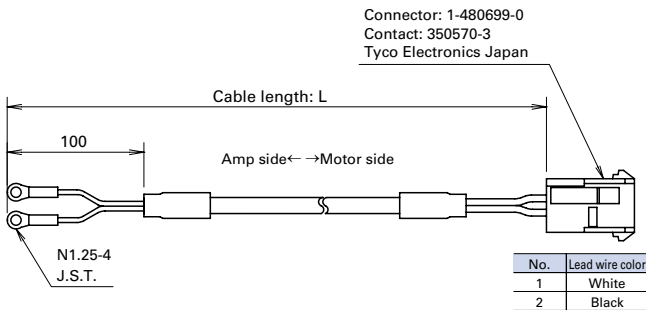 Connector: 1-480699-0
Contact: 350570-3
Tyco Electronics Japan
Cable length: L
100
Amp side← →Motor side
N1.25-4
J.S.T.
No. Lead wire color
1 White
2 Black